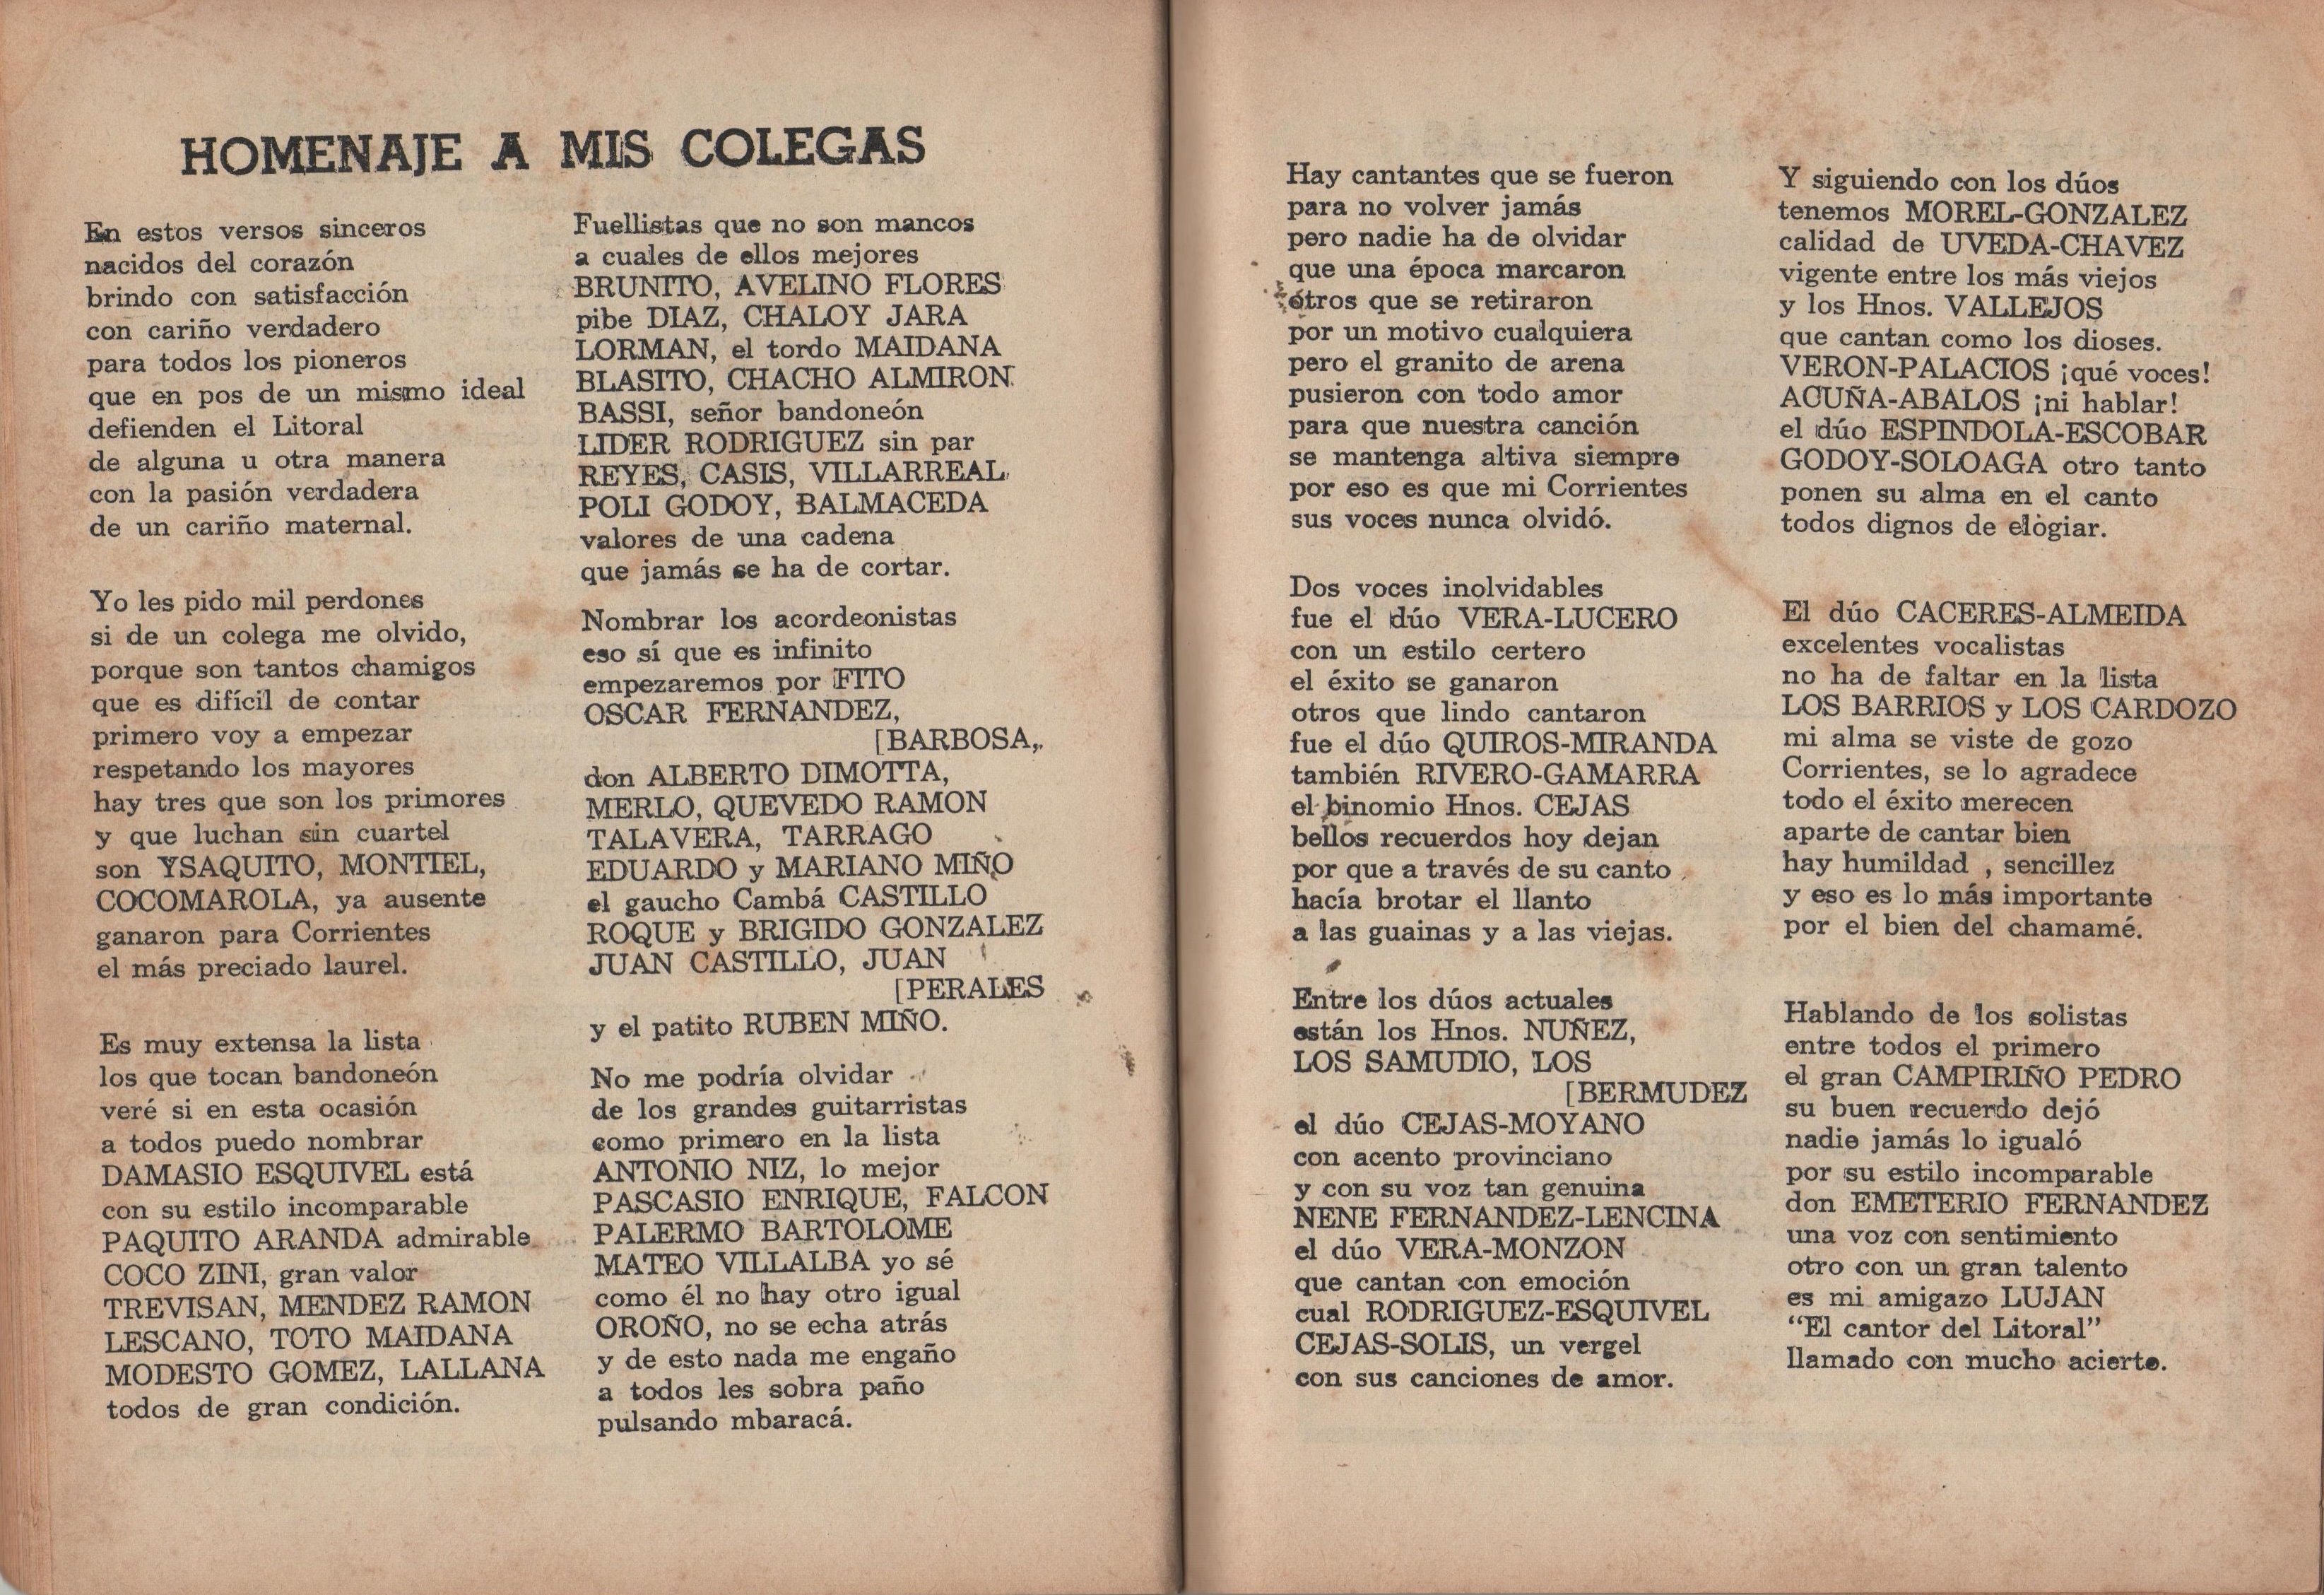 HOMENAJE A MIS COLEGAS
En estos versos sinceros
nacidos del corazón
brindo con satisfacción
con cariño verdadero
para todos los pioneros
que en pos de un mismo ideal
defienden el Litoral
de alguna u otra manera
con la pasión verdadera
de un cariño maternal.
Yo les pido mil perdones
si de un colega me olvido,
porque son tantos chamigos
que es difícil de contar
primero voy a empezar
respetando los mayores
hay tres que son los primores
y que luchan sin cuartel
son YSAQUITO, MONTIEL,
COCOMAROLA, ya ausente
ganaron para Corrientes
el más preciado laurel.
Es muy extensa la lista
los que tocan bandoneón
veré si en esta ocasión
a todos puedo nombrar
DAMASIO ESQUIVEL está
con su estilo incomparable
PAQUITO ARANDA admirable
COCO ZINI, gran valor
TREVISAN, MENDEZ RAMON
LESCANO, TOTO MAIDANA
MODESTO GOMEZ, LALLANA
todos de gran condición.
Fuellistas que no son mancos
a cuales de ellos mejores
BRUNITO, AVELINO FLORES
pibe DIAZ, CHALOY JARA
LORMAN, el tordo MAIDANA
BLASITO, CHACHO ALMIRON
BASSI, señor bandoneón
LIDER RODRIGUEZ sin par
REYES, CASIS, VILLARREAL
POLI GODOY, BALMACEDA
valores de una cadena
que jamás se ha de cortar.
Nombrar los acordeonistas
eso sí que es infinito
empezaremos por FITO
OSCAR FERNANDEZ,
[BARBOSA,
don ALBERTO DIMOTTA,
MERLO, QUEVEDO RAMON
TALAVERA, TARRAGO
EDUARDO y MARIANO MIÑO
el gaucho Cambá CASTILLO
ROQUE y BRIGIDO GONZALEZ
JUAN CASTILLO, JUAN
[PERALES
y el patito RUBEN MIÑO.
No me podría olvidar
de los grandes guitarristas
como primero en la lista
ANTONIO NIZ, lo mejor
PASCASIO ENRIQUE, FALCON
PALERMO BARTOLOME
MATEO VILLALBA yo sé
como él no hay otro igual
OROÑO, no se echa atrás
y de esto nada me engaño
a todos les sobra paño
pulsando mbaracá.
Hay cantantes que se fueron
para no volver jamás
pero nadie ha de olvidar
que una época marcaron
otros que se retiraron
por un motivo cualquiera
pero el granito de arena
pusieron con todo amor
para que nuestra canción
se mantenga altiva siempre
por eso es que mi Corrientes
sus voces nunca olvidó.
Dos voces inolvidables
fue el dúo VERA-LUCERO
con un estilo certero
el éxito se ganaron
otros que lindo cantaron
fue el dúo QUIROS-MIRANDA
también RIVERO-GAMARRA
el binomio Hnos. CEJAS
bellos recuerdos hoy dejan
por que a través de su canto
hacía brotar el llanto
a las guainas y a las viejas.
Entre los dúos actuales
están los Hnos. NUÑEZ,
LOS SAMUDIO, LOS
[BERMUDEZ
el dúo CEJAS-MOYANO
con acento provinciano
y con su voz tan genuina
NENE FERNANDEZ-LENCINA
el dúo VERA-MONZON
que cantan con emoción
cual RODRIGUEZ-ESQUIVEL
CEJAS-SOLIS, un vergel
con sus canciones de amor.
Y siguiendo con los dúos
tenemos MOREL-GONZALEZ
calidad de UVEDA-CHAVEZ
vigente entre los más viejos
y los Hnos. VALLEJOS
que cantan como los dioses.
VERON-PALACIOS ¡qué voces!
ACUÑA-ABALOS ¡ni hablar!
el dúo ESPINDOLA-ESCOBAR
GODOY-SOLOAGA otro tanto
ponen su alma en el canto
todos dignos de elogiar.
El dúo CACERES-ALMEIDA
excelentes vocalistas
no ha de faltar en la lista
LOS BARRIOS y LOS CARDOZO
mi alma se viste de gozo
Corrientes, se lo agradece
todo el éxito merecen
aparte de cantar bien
hay humildad , sencillez
y eso es lo más importante
por el bien del chamamé.
Hablando de los solistas
entre todos el primero
el gran CAMPIRIÑO PEDRO
su buen recuerdo dejó
nadie jamás lo igualó
por su estilo incomparable
don EMETERIO FERNANDEZ
una voz con sentimiento
otro con un gran talento
es mi amigazo LUJAN
“El cantor del Litoral”
llamado con mucho acierto.